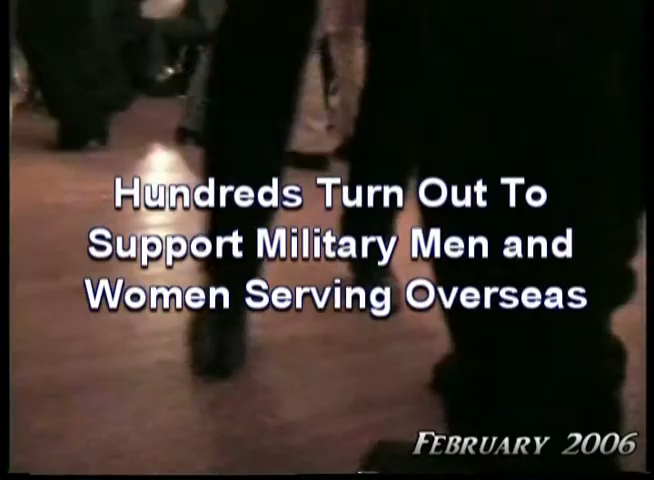 Hundreds Turn Out To
Support Military Men and
Women Serving Overseas
February 2006